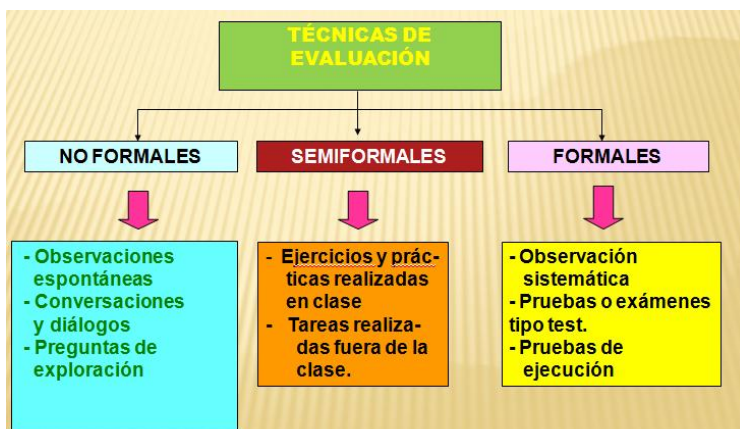 TÉCNICAS DE
EVALUACIÓN
NO FORMALES
SEMIFORMALES
FORMALES
- Observaciones
espontáneas
- Conversaciones
y diálogos
- Preguntas de
exploración
- Ejercicios y prác-
ticas realizadas
en clase
- Tareas realiza-
das fuera de la
clase.
- Observación
sistemática
- Pruebas o exámenes
tipo test.
- Pruebas de
ejecución